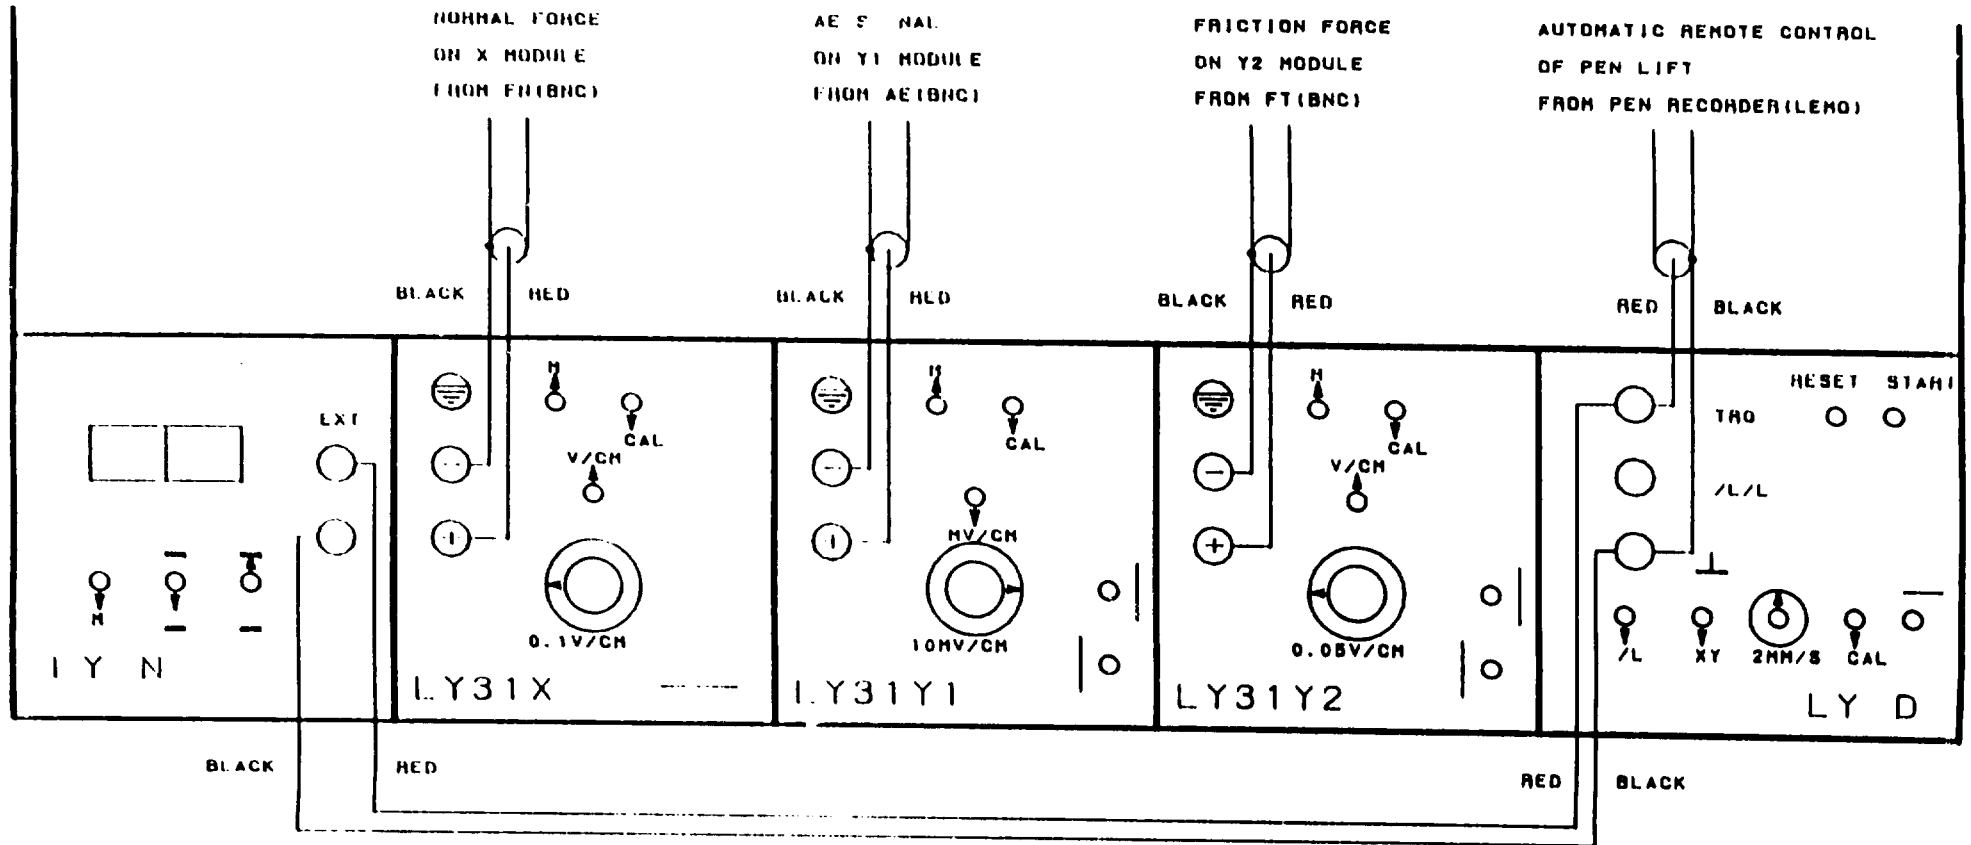 NORMAL FORCE
ON X MODULE
FROM FN(BNC)
AE S NAL
ON Y1 MODULE
FROM AE(BNC)
FRICTION FORCE
ON Y2 MODULE
FROM FT(BNC)
AUTOMATIC REMOTE CONTROL
OF PEN LIFT
FROM PEN RECORDER(LEMO)
BLACK RED
BLACK RED
BLACK RED
RED BLACK
EXT
M
I Y N
M
CAL
V/CM
0.1V/CM
LY31X
M
CAL
MV/CM
10MV/CM
LY31Y1
M
CAL
V/CM
0.05V/CM
LY31Y2
RESET START
TRO
/L/L
/L XY 2MM/S CAL
LY D
BLACK RED
RED BLACK